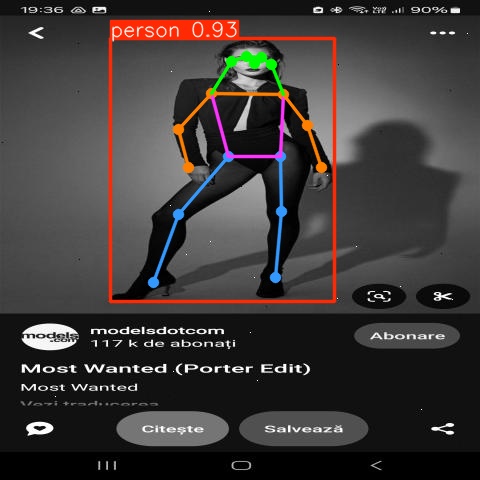 19:36
90%
person 0.93
models
.com
modelsdotcom
117 k de abonați
Abonare
Most Wanted (Porter Edit)
Most Wanted
Vezi traducerea
Citește
Salvează